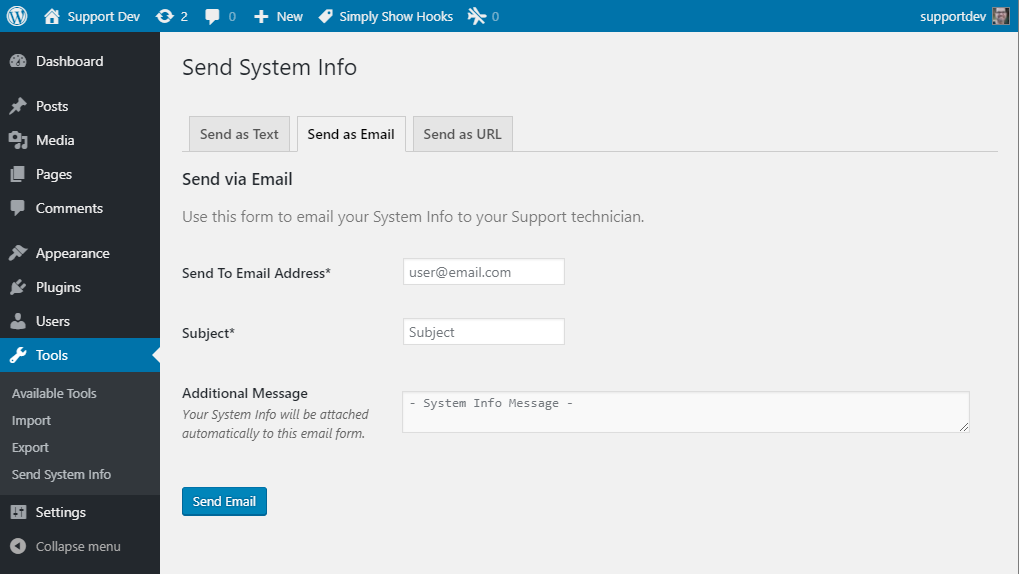 Support Dev 2 0 New Simply Show Hooks 0 supportdev
Dashboard
Posts
Media
Pages
Comments
Appearance
Plugins
Users
Tools
Available Tools
Import
Export
Send System Info
Settings
Collapse menu
Send System Info
Send as Text Send as Email Send as URL
Send via Email
Use this form to email your System Info to your Support technician.
Send To Email Address* user@email.com
Subject* Subject
Additional Message
Your System Info will be attached
automatically to this email form.
- System Info Message -
Send Email